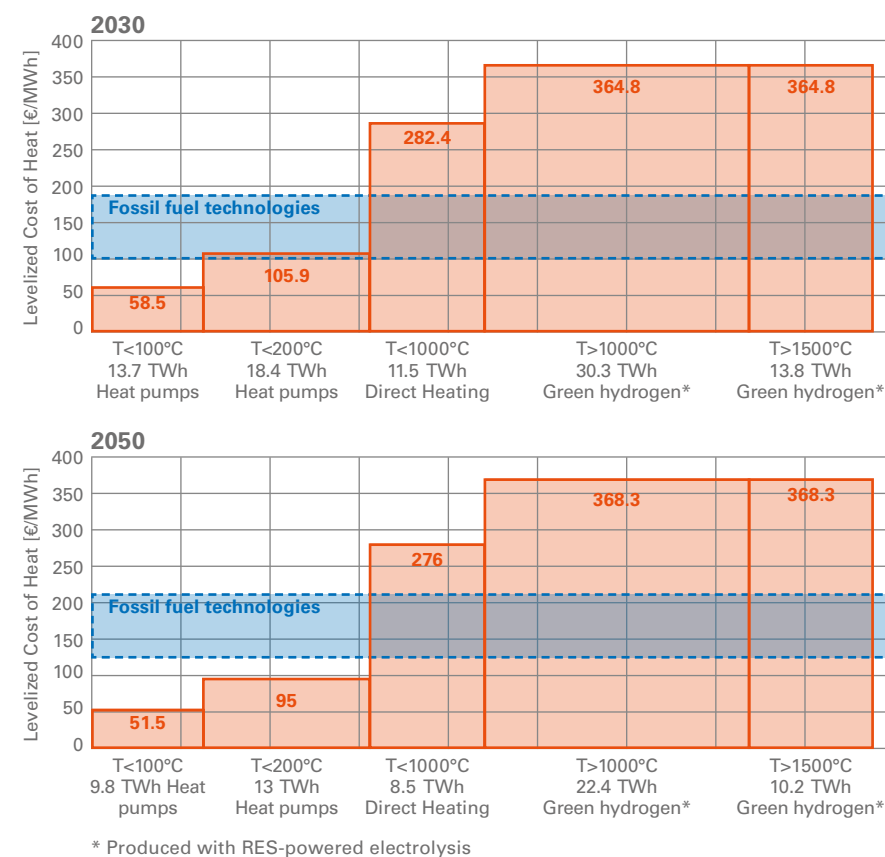 2030
Levelized Cost of Heat [€/MWh]
400
350
300
250
200
150
100
50
0
Fossil fuel technologies
58.5
105.9
282.4
364.8
364.8
T<100°C
13.7 TWh
Heat pumps
T<200°C
18.4 TWh
Heat pumps
T<1000°C
11.5 TWh
Direct Heating
T>1000°C
30.3 TWh
Green hydrogen*
T>1500°C
13.8 TWh
Green hydrogen*
2050
Levelized Cost of Heat [€/MWh]
400
350
300
250
200
150
100
50
0
Fossil fuel technologies
51.5
95
276
368.3
368.3
T<100°C
9.8 TWh Heat
pumps
T<200°C
13 TWh
Heat pumps
T<1000°C
8.5 TWh
Direct Heating
T>1000°C
22.4 TWh
Green hydrogen*
T>1500°C
10.2 TWh
Green hydrogen*
* Produced with RES-powered electrolysis